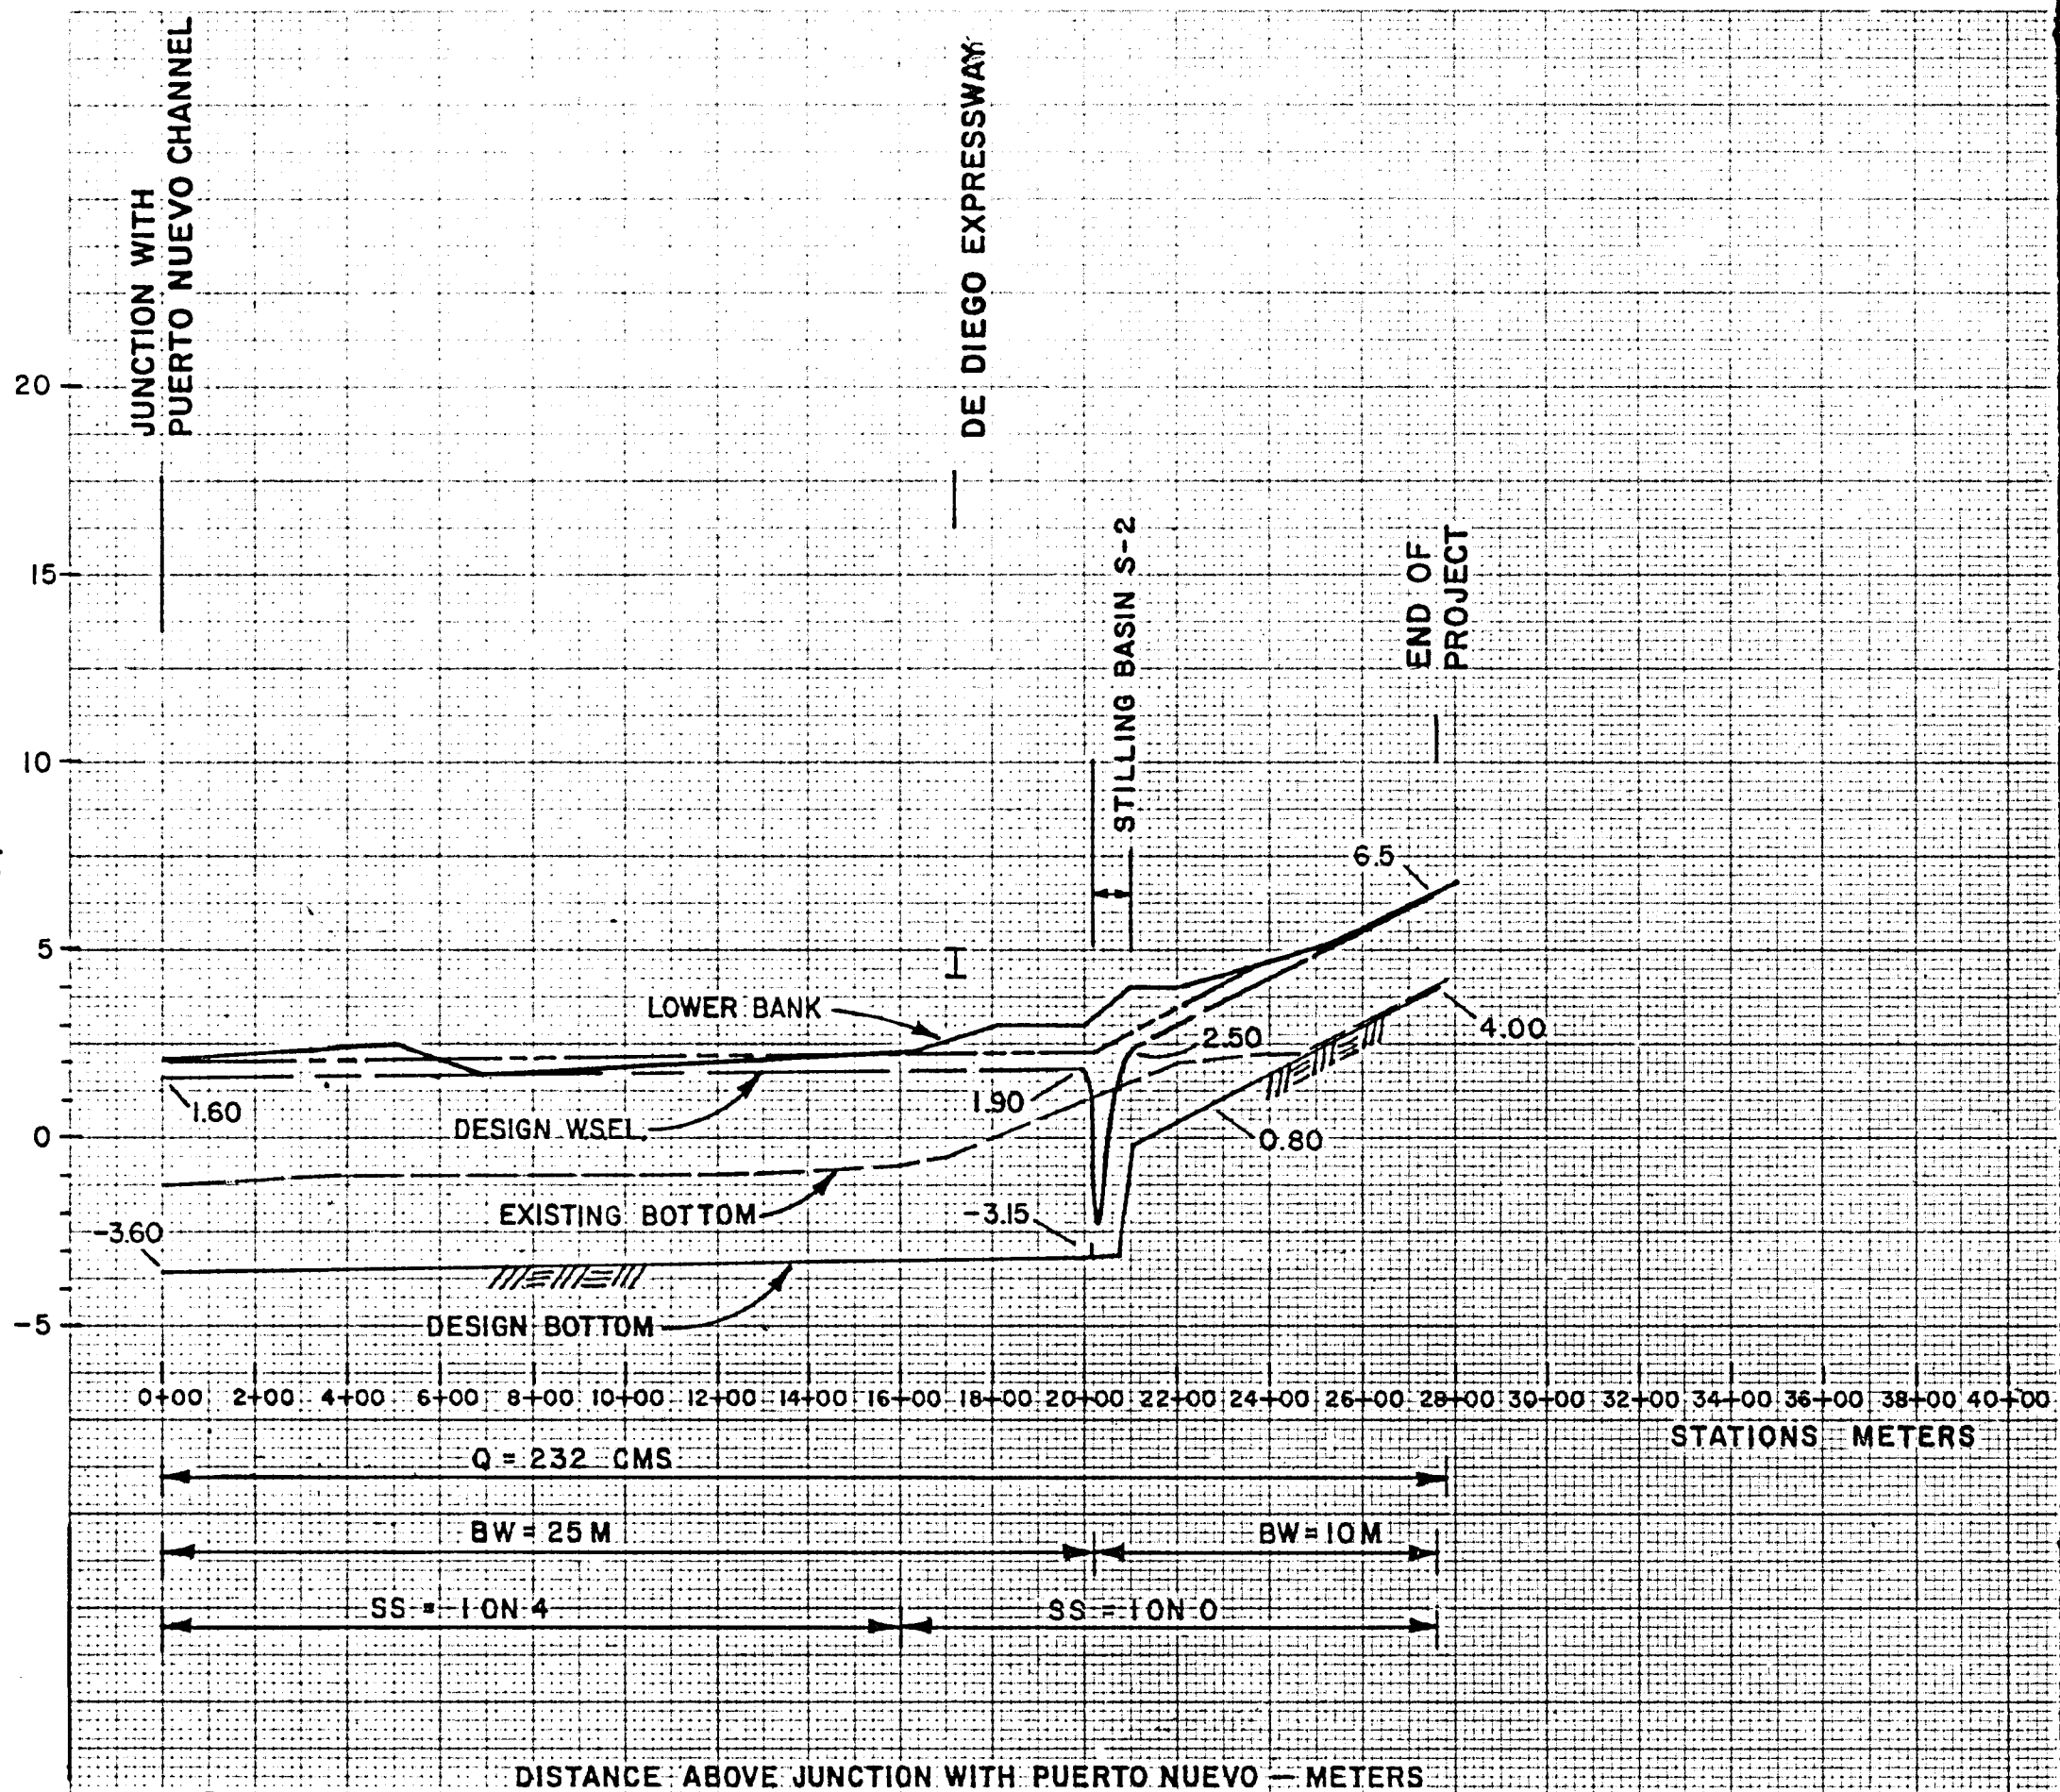 JUNCTION WITH
PUERTO NUEVO CHANNEL
DE DIEGO EXPRESSWAY
STILLING BASIN S-2
END OF
PROJECT
20
15
10
5
0
-5
6.5
LOWER BANK
2.50
4.00
1.60
1.90
DESIGN WSEL
0.80
EXISTING BOTTOM
-3.15
-3.60
DESIGN BOTTOM
0+00 2+00 4+00 6+00 8+00 10+00 12+00 14+00 16+00 18+00 20+00 22+00 24+00 26+00 28+00 30+00 32+00 34+00 36+00 38+00 40+00
STATIONS METERS
Q = 232 CMS
BW = 25 M
BW = 10 M
SS = 1 ON 4
SS = 1 ON 0
DISTANCE ABOVE JUNCTION WITH PUERTO NUEVO — METERS